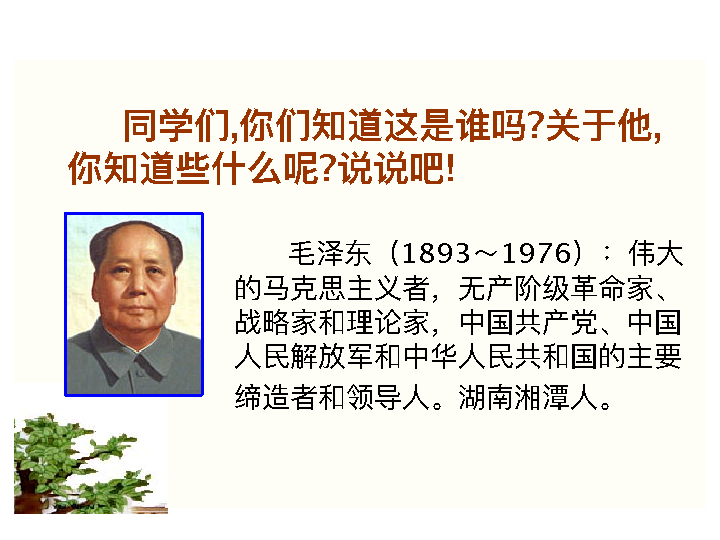 同学们,你们知道这是谁吗?关于他,
你知道些什么呢?说说吧!
毛泽东（1893～1976）：伟大
的马克思主义者，无产阶级革命家、
战略家和理论家，中国共产党、中国
人民解放军和中华人民共和国的主要
缔造者和领导人。湖南湘潭人。